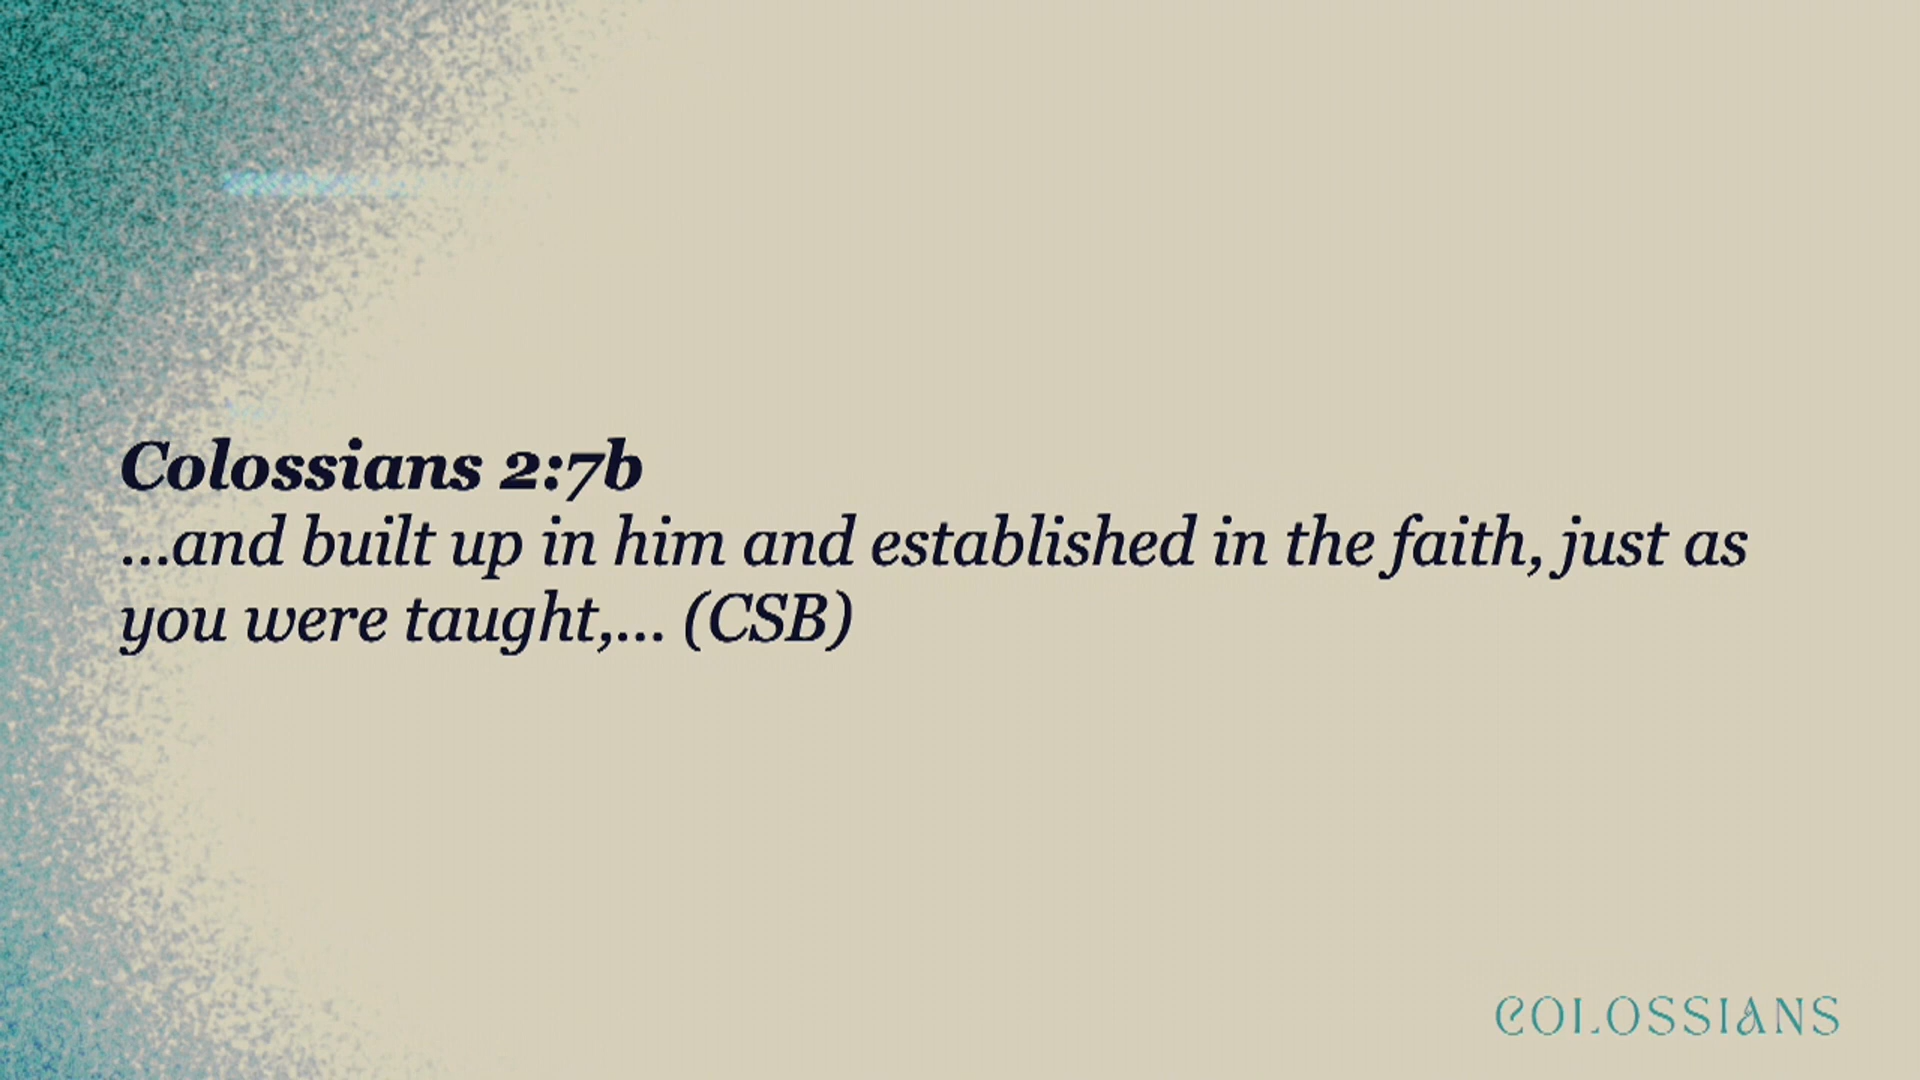 Colossians 2:7b
...and built up in him and established in the faith, just as
you were taught,... (CSB)
COLOSSIANS